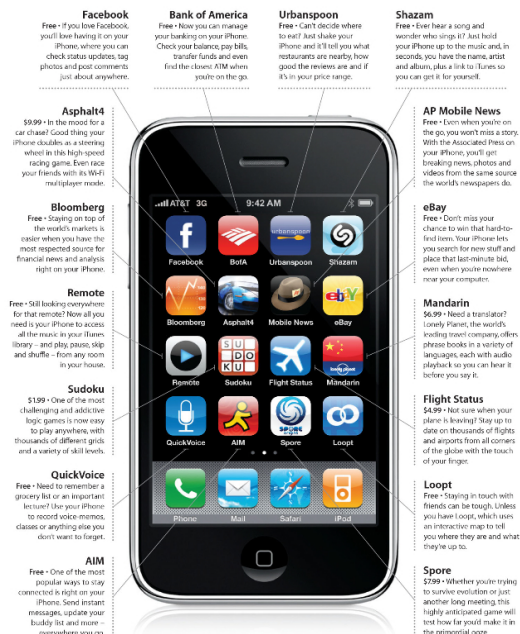 Facebook
Free • If you love Facebook,
you'll love having it on your
iPhone, where you can
check status updates, tag
photos and post comments
just about anywhere.
Bank of America
Free • Now you can manage
your banking on your iPhone.
Check your balance, pay bills,
transfer funds and even
find the closest ATM when
you're on the go.
Urbanspoon
Free • Can't decide where
to eat? Just shake your
iPhone and it'll tell you what
restaurants are nearby, how
good the reviews are and if
it's in your price range.
Shazam
Free • Ever hear a song and
wonder who sings it? Just hold
your iPhone up to the music and, in
seconds, you have the name, artist
and album, plus a link to iTunes so
you can get it for yourself.
Asphalt4
$9.99 • In the mood for a
car chase? Good thing your
iPhone doubles as a steering
wheel in this high-speed
racing game. Even race
your friends with its Wi-Fi
multiplayer mode.
Bloomberg
Free • Staying on top of
the world's markets is
easier when you have the
most respected source for
financial news and analysis
right on your iPhone.
Remote
Free • Still looking everywhere
for that remote? Now all you
need is your iPhone to access
all the music in your iTunes
library – and play, pause, skip
and shuffle – from any room
in your house.
Sudoku
$1.99 • One of the most
challenging and addictive
logic games is now easy
to play anywhere, with
thousands of different grids
and a variety of skill levels.
QuickVoice
Free • Need to remember a
grocery list or an important
lecture? Use your iPhone
to record voice-memos,
classes or anything else you
don't want to forget.
AIM
Free • One of the most
popular ways to stay
connected is right on your
iPhone. Send instant
messages, update your
buddy list and more –
everywhere you go.
AT&T 3G 9:42 AM
urbanspoon
Facebook BofA Urbanspoon Shazam
ebY
Bloomberg Asphalt4 Mobile News eBay
SU DO KU
lonely planet
Remote Sudoku Flight Status Mandarin
SPORE
QuickVoice AIM Spore Loopt
Phone Mail Safari iPod
AP Mobile News
Free • Even when you're on
the go, you won't miss a story.
With the Associated Press on
your iPhone, you'll get
breaking news, photos and
videos from the same source
the world's newspapers do.
eBay
Free • Don't miss your
chance to win that hard-to-
find item. Your iPhone lets
you search for new stuff and
place that last-minute bid,
even when you're nowhere
near your computer.
Mandarin
$6.99 • Need a translator?
Lonely Planet, the world's
leading travel company, offers
phrase books in a variety of
languages, each with audio
playback so you can hear it
before you say it.
Flight Status
$4.99 • Not sure when your
plane is leaving? Stay up to
date on thousands of flights
and airports from all corners
of the globe with the touch
of your finger.
Loopt
Free • Staying in touch with
friends can be tough. Unless
you have Loopt, which uses
an interactive map to tell
you where they are and what
they're up to.
Spore
$7.99 • Whether you're trying
to survive evolution or just
another long meeting, this
highly anticipated game will
test how far you'd make it in
the primordial ooze.